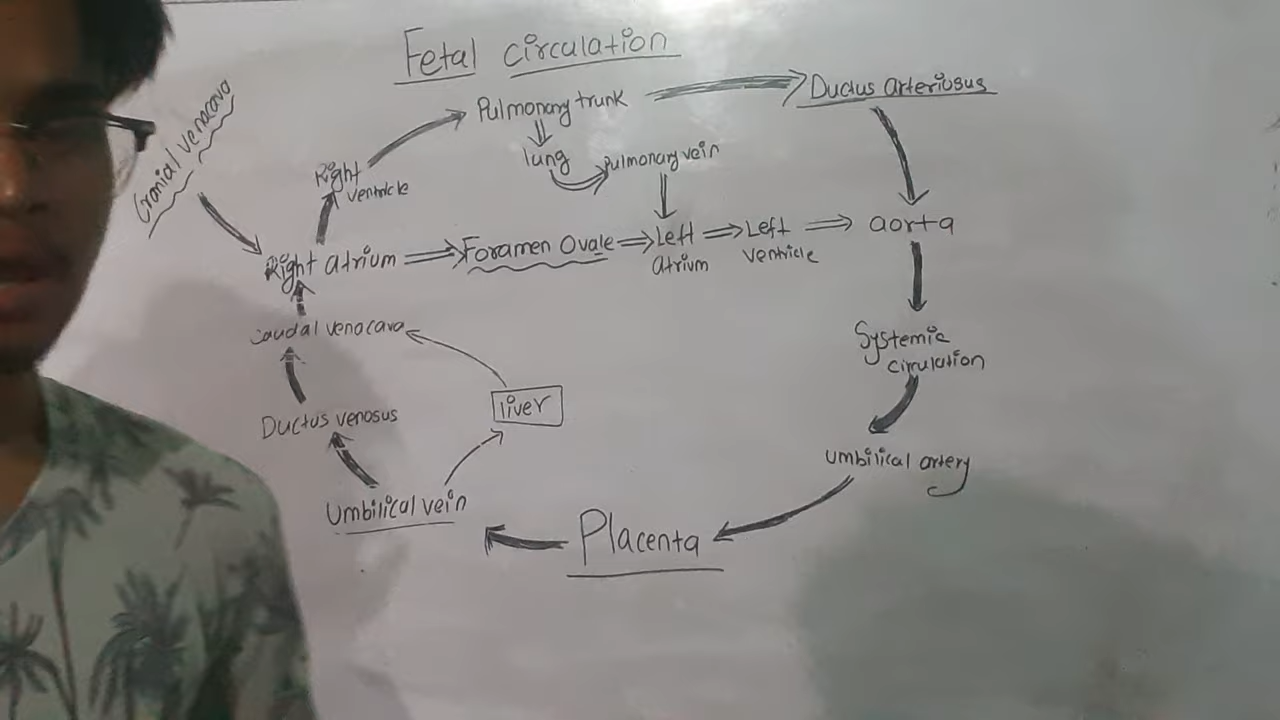 Fetal circulation
Pulmonary trunk
Ductus arteriosus
Cranial venacava
lung
Pulmonary vein
Right
ventricle
Right atrium
Foramen Ovale
Left
atrium
Left
ventricle
aorta
Caudal venacava
Systemic
circulation
liver
Ductus venosus
Umbilical artery
Umbilical vein
Placenta